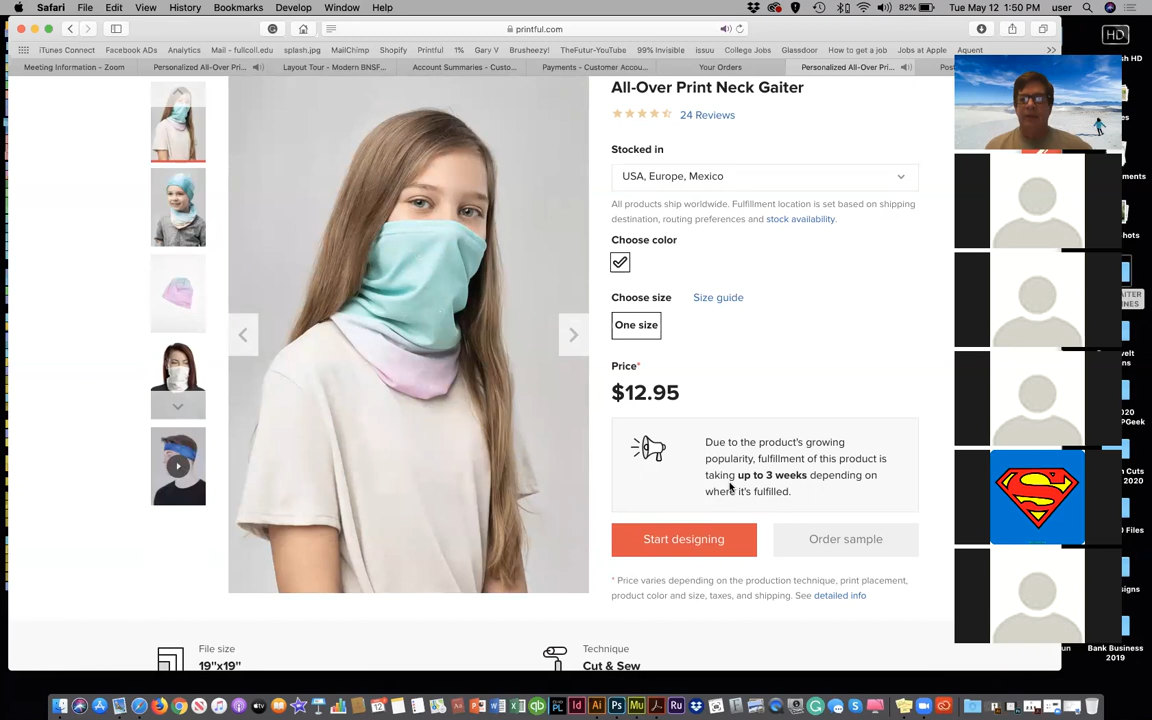 Safari File Edit View History Bookmarks Develop Window Help
82% Tue May 12 1:50 PM user
printful.com
HD
iTunes Connect Facebook ADs Analytics Mail - fullcoll.edu splash.jpg MailChimp Shopify Printful 1% Gary V Brusheezy! TheFutur-YouTube 99% Invisible issuu College Jobs Glassdoor How to get a job Jobs at Apple Aquent
Meeting Information - Zoom Personalized All-Over Pri... Layout Tour - Modern BNSF... Account Summaries - Custo... Payments - Customer Accou... Your Orders Personalized All-Over Pri...
All-Over Print Neck Gaiter
24 Reviews
Stocked in
USA, Europe, Mexico
All products ship worldwide. Fulfillment location is set based on shipping
destination, routing preferences and stock availability.
Choose color
Choose size Size guide
One size
Price*
$12.95
Due to the product's growing
popularity, fulfillment of this product is
taking up to 3 weeks depending on
where it's fulfilled.
Start designing Order sample
* Price varies depending on the production technique, print placement,
product color and size, taxes, and shipping. See detailed info
File size
19"x19"
Technique
Cut & Sew
Bank Business
2019